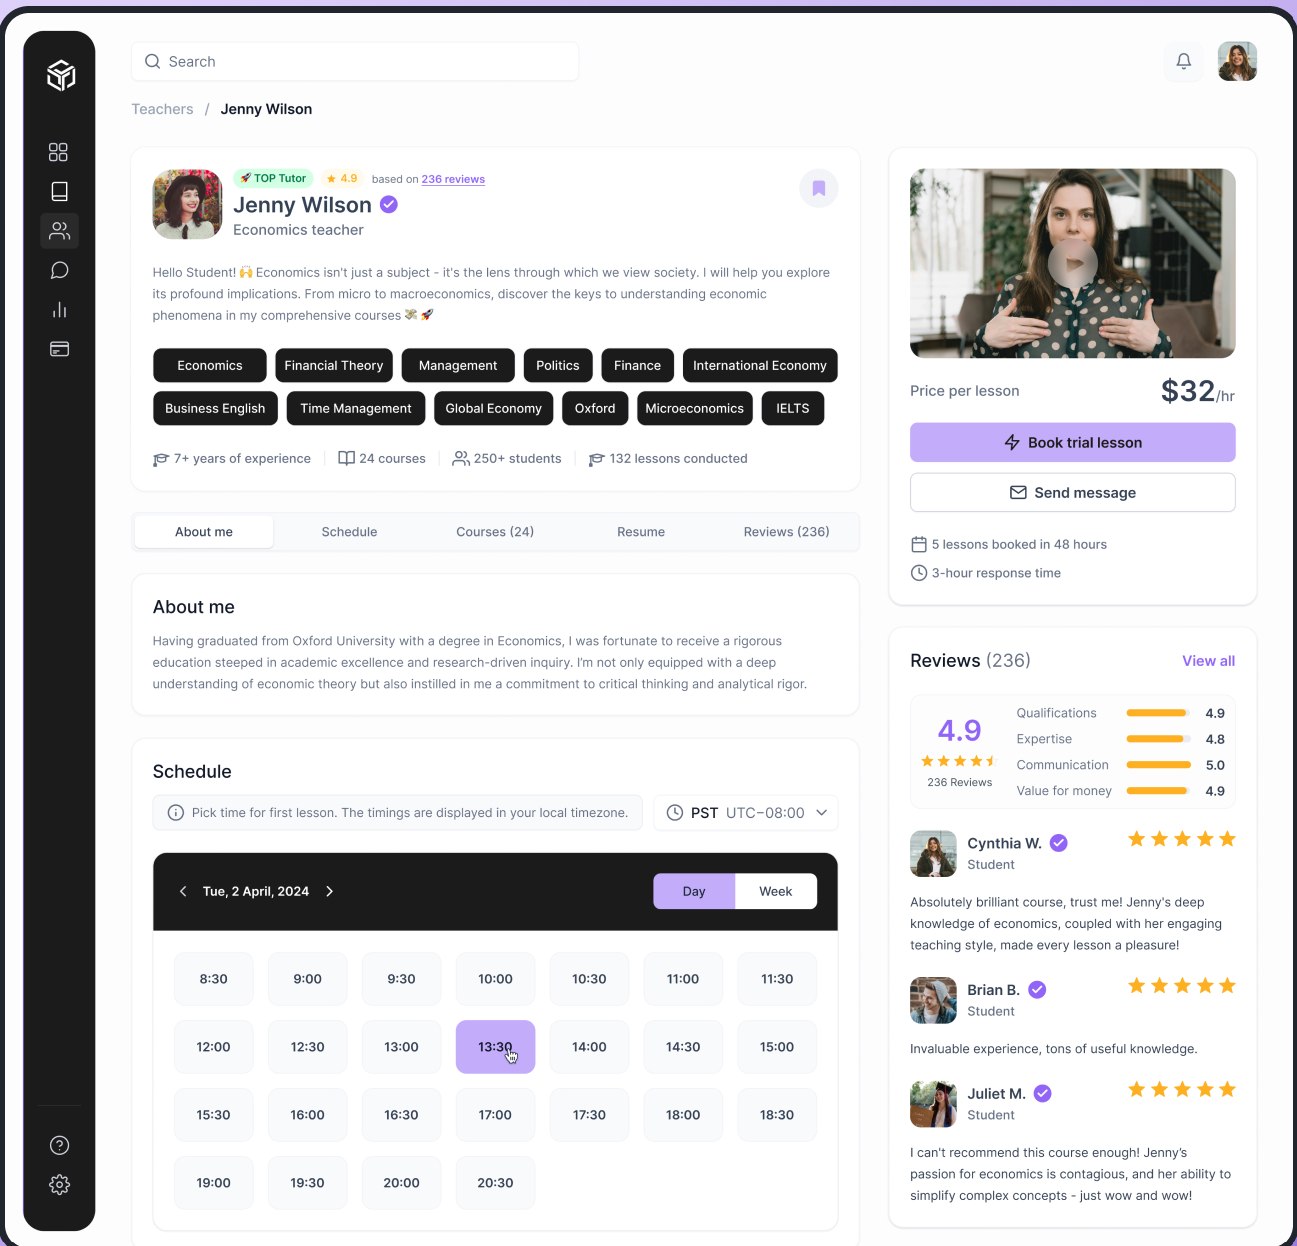 Search
Teachers / Jenny Wilson
TOP Tutor
4.9
based on 236 reviews
Jenny Wilson
Economics teacher
Hello Student! 🙌 Economics isn't just a subject - it's the lens through which we view society. I will help you explore
its profound implications. From micro to macroeconomics, discover the keys to understanding economic
phenomena in my comprehensive courses 💸 🚀
Economics
Financial Theory
Management
Politics
Finance
International Economy
Business English
Time Management
Global Economy
Oxford
Microeconomics
IELTS
7+ years of experience
24 courses
250+ students
132 lessons conducted
About me
Schedule
Courses (24)
Resume
Reviews (236)
About me
Having graduated from Oxford University with a degree in Economics, I was fortunate to receive a rigorous
education steeped in academic excellence and research-driven inquiry. I'm not only equipped with a deep
understanding of economic theory but also instilled in me a commitment to critical thinking and analytical rigor.
Schedule
Pick time for first lesson. The timings are displayed in your local timezone.
PST UTC−08:00
Tue, 2 April, 2024
Day
Week
8:30
9:00
9:30
10:00
10:30
11:00
11:30
12:00
12:30
13:00
13:30
14:00
14:30
15:00
15:30
16:00
16:30
17:00
17:30
18:00
18:30
19:00
19:30
20:00
20:30
Price per lesson
$32/hr
Book trial lesson
Send message
5 lessons booked in 48 hours
3-hour response time
Reviews (236)
View all
4.9
236 Reviews
Qualifications 4.9
Expertise 4.8
Communication 5.0
Value for money 4.9
Cynthia W.
Student
Absolutely brilliant course, trust me! Jenny's deep
knowledge of economics, coupled with her engaging
teaching style, made every lesson a pleasure!
Brian B.
Student
Invaluable experience, tons of useful knowledge.
Juliet M.
Student
I can't recommend this course enough! Jenny's
passion for economics is contagious, and her ability to
simplify complex concepts - just wow and wow!